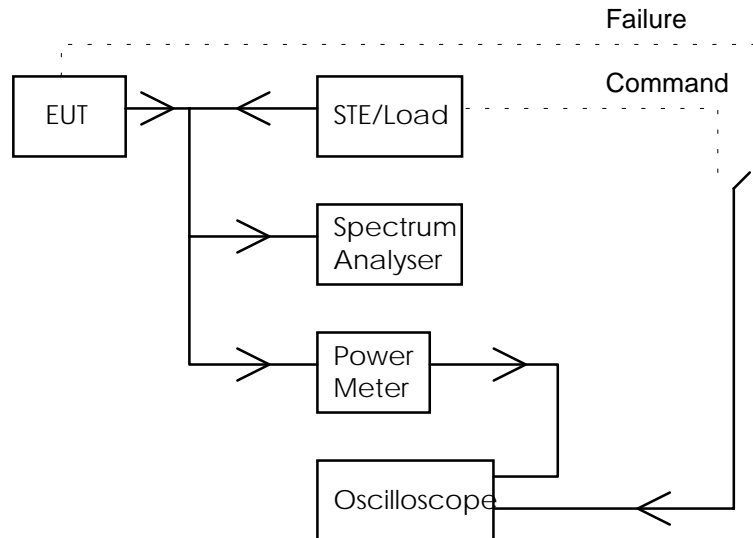 Failure
Command
EUT
STE/Load
Spectrum
Analyser
Power
Meter
Oscilloscope